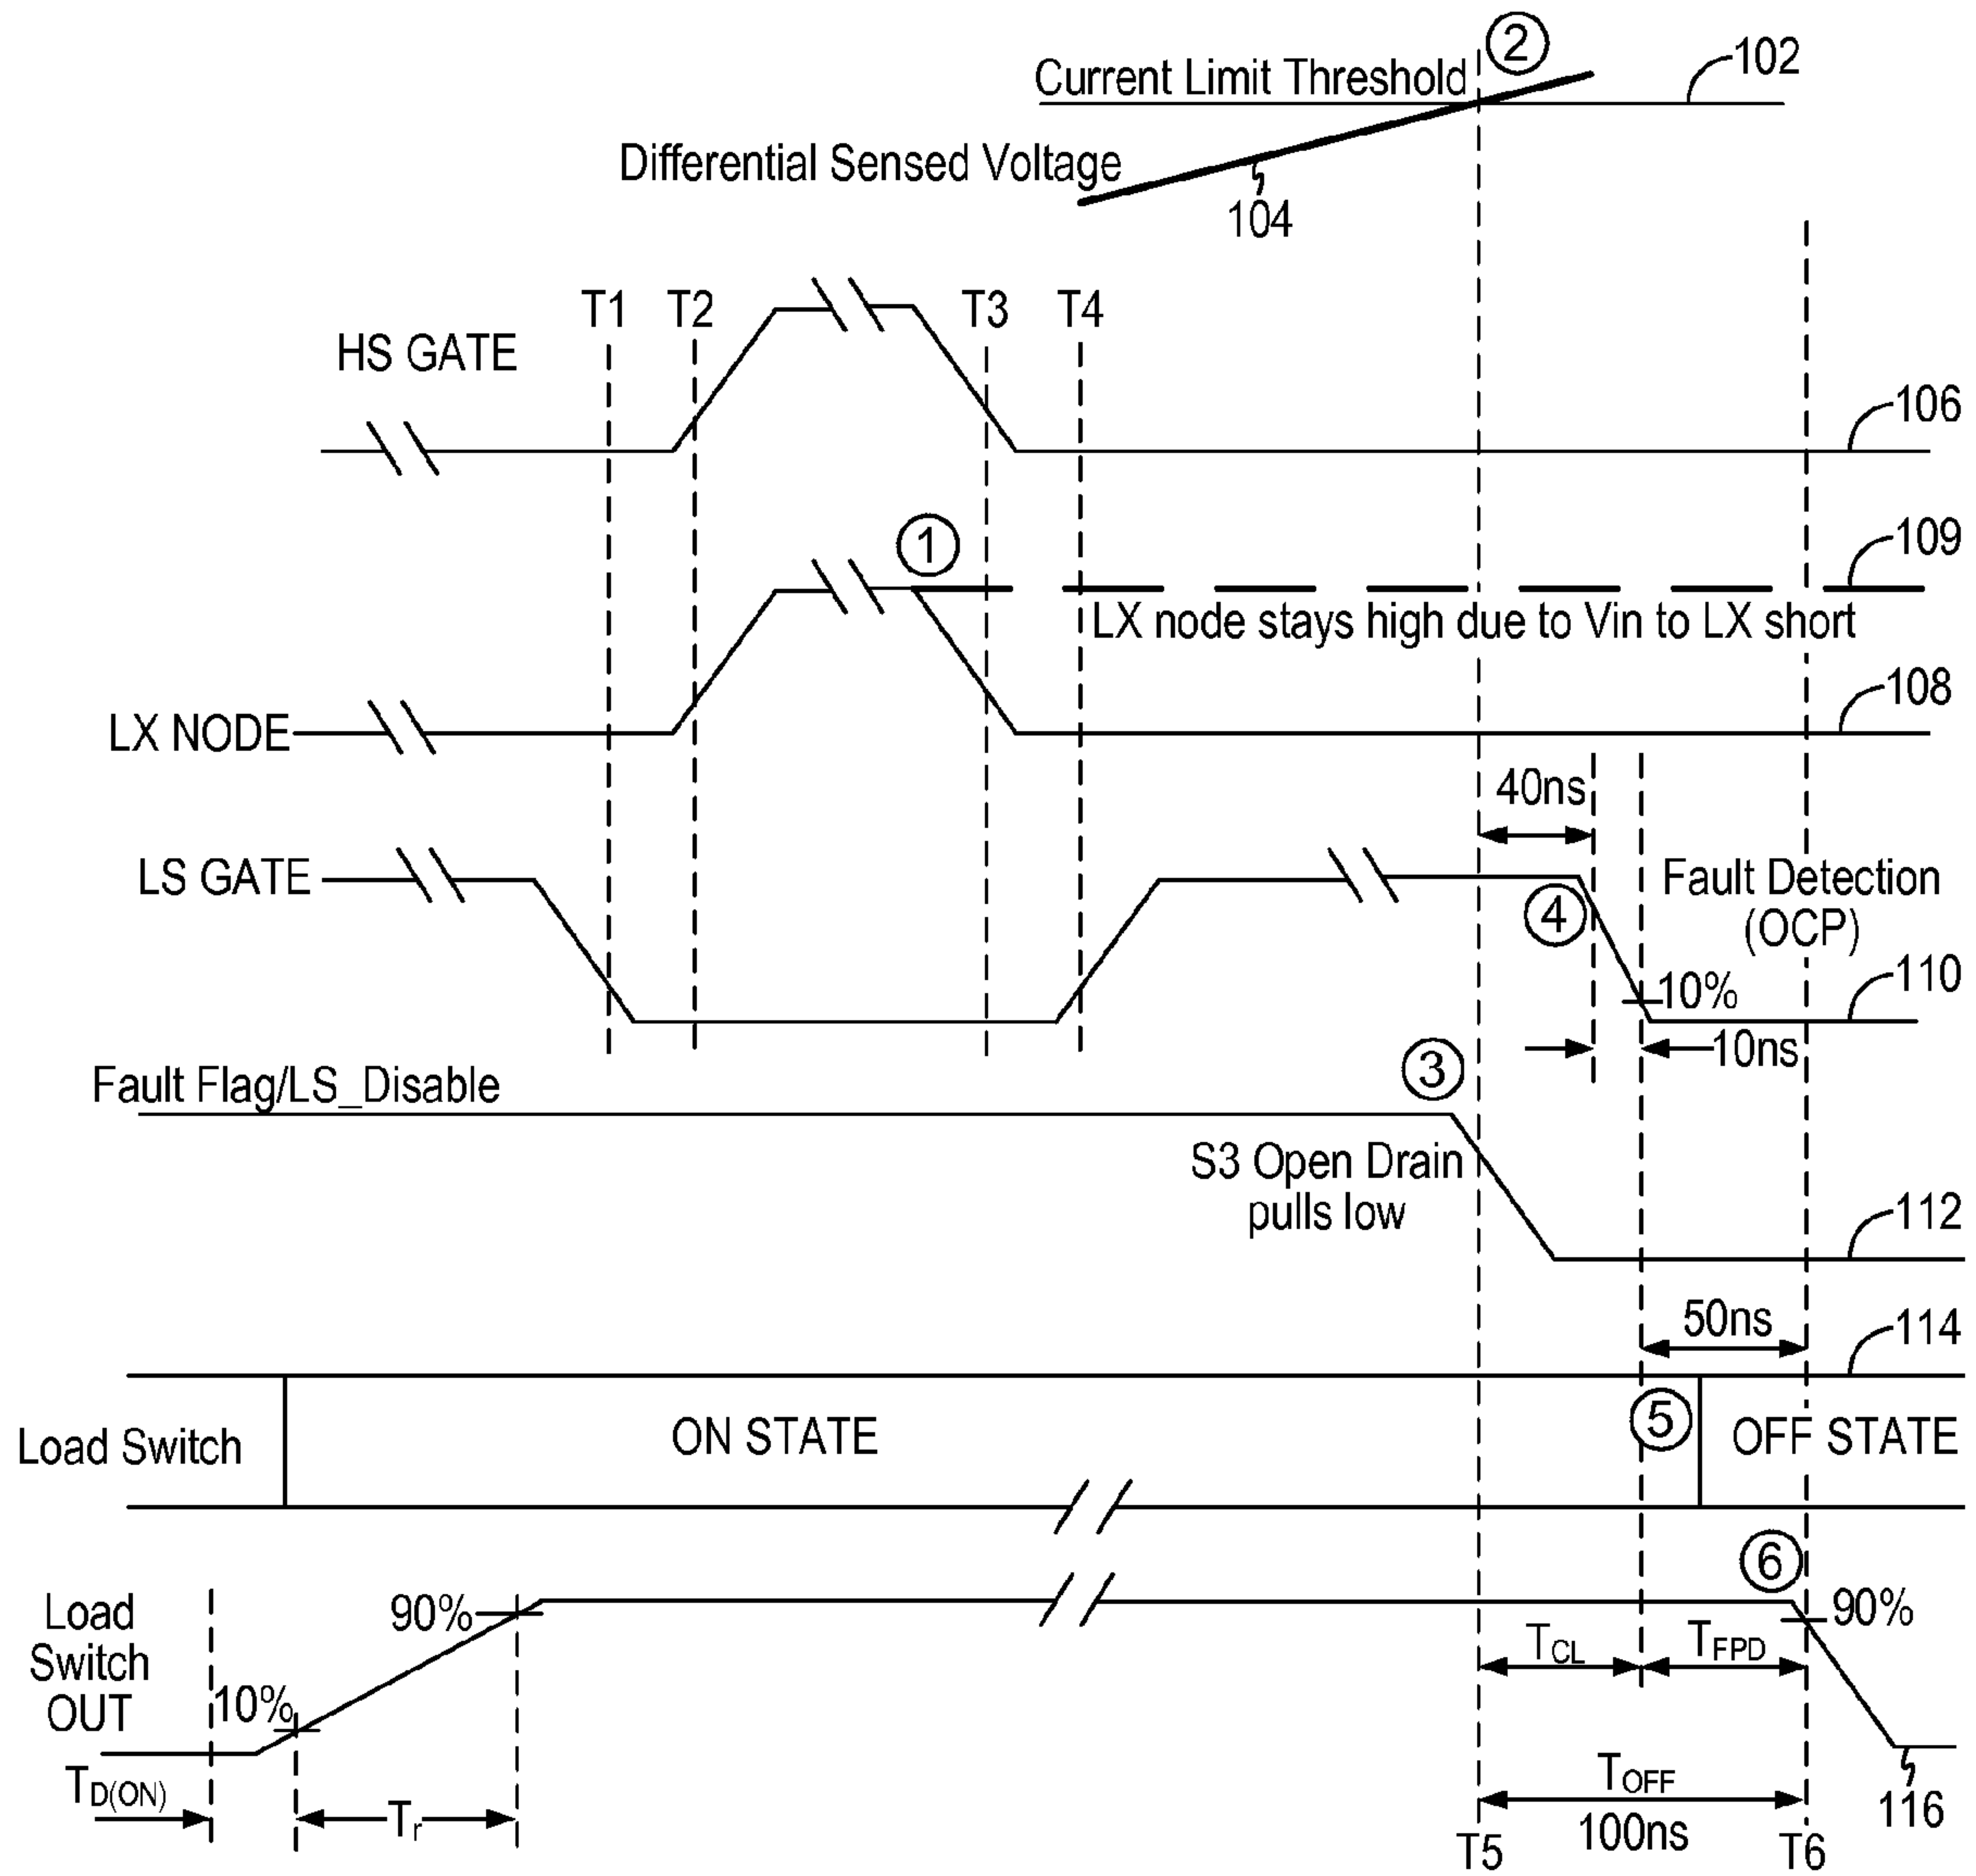 2
Current Limit Threshold
102
Differential Sensed Voltage
104
T1
T2
T3
T4
HS GATE
106
1
109
LX node stays high due to Vin to LX short
108
LX NODE
40ns
LS GATE
4
Fault Detection
(OCP)
110
10%
10ns
3
Fault Flag/LS_Disable
S3 Open Drain
pulls low
112
50ns
114
Load Switch
ON STATE
5
OFF STATE
6
Load
Switch
OUT
90%
90%
10%
TCL
TFPD
TD(ON)
Tr
TOFF
100ns
116
T5
T6